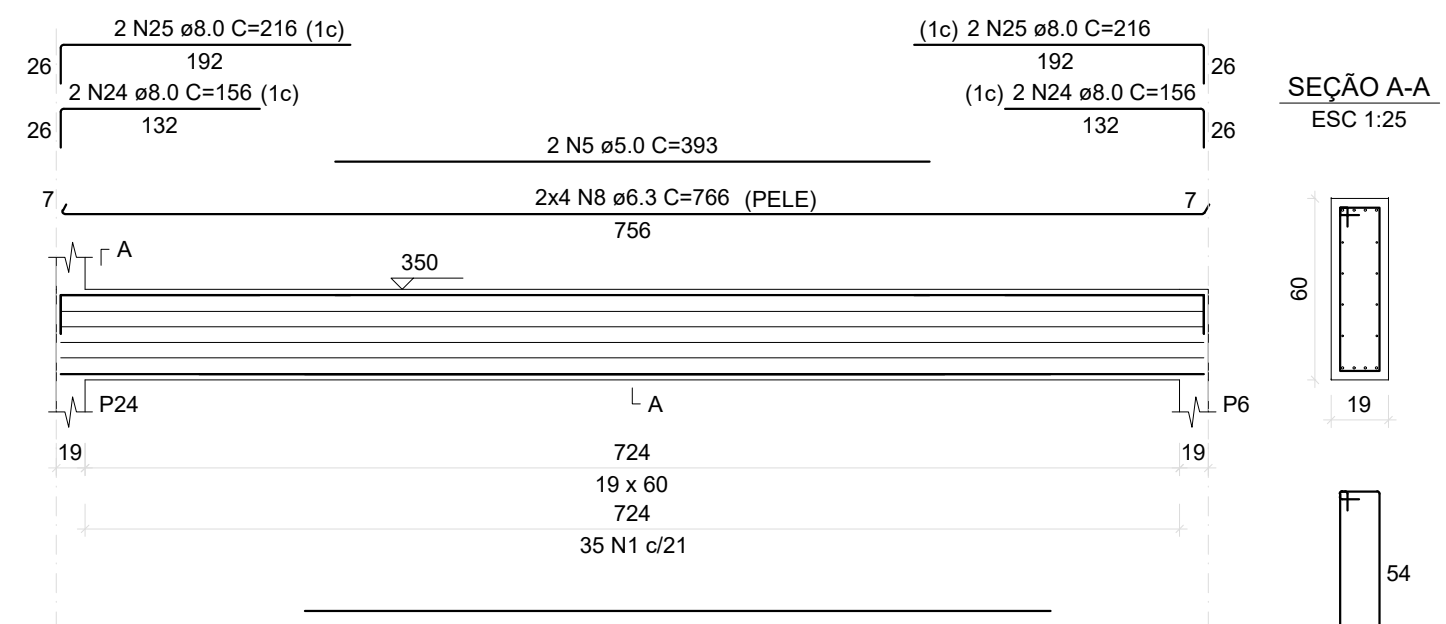 2 N25 ø8.0 C=216 (1c)
(1c) 2 N25 ø8.0 C=216
26
192
192
26
SEÇÃO A-A
ESC 1:25
2 N24 ø8.0 C=156 (1c)
(1c) 2 N24 ø8.0 C=156
26
132
132
26
2 N5 ø5.0 C=393
7
2x4 N8 ø6.3 C=766 (PELE)
7
756
A
350
60
P24
A
P6
19
19
724
19
19 x 60
724
35 N1 c/21
54